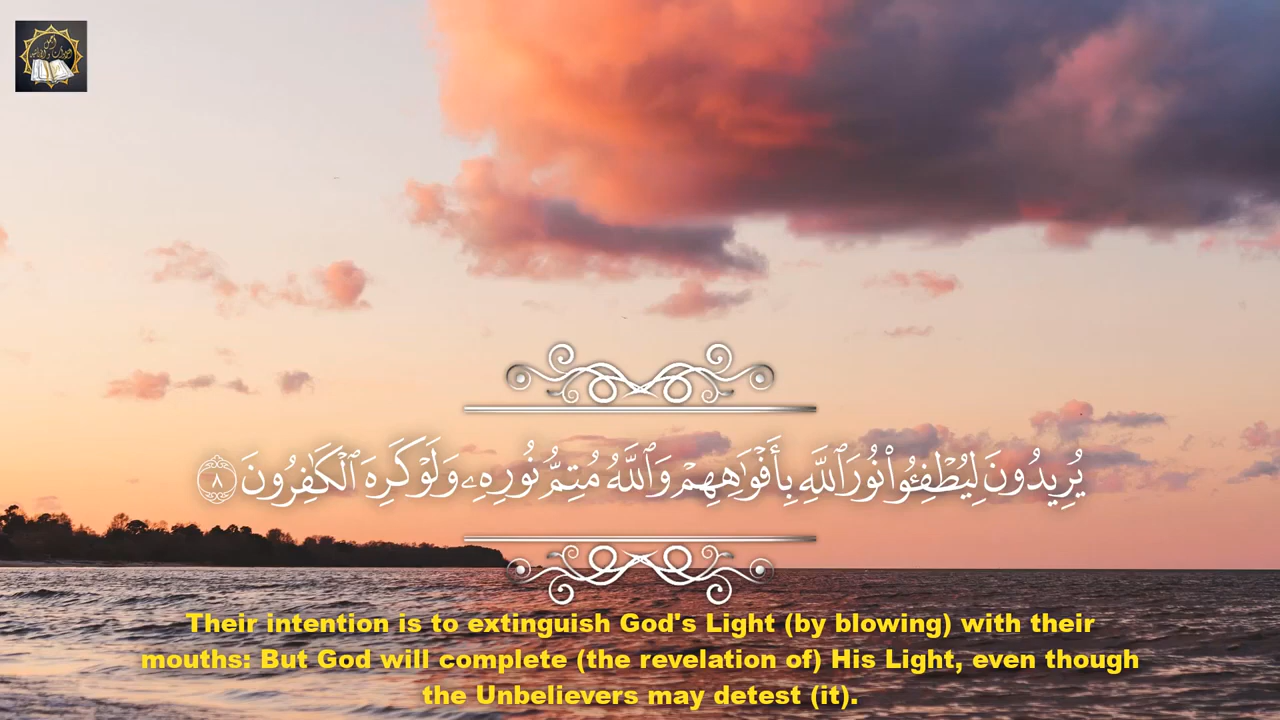 يُرِيدُونَ لِيُطْفِـُٔوا۟ نُورَ ٱللَّهِ بِأَفْوَٰهِهِمْ وَٱللَّهُ مُتِمُّ نُورِهِۦ وَلَوْ كَرِهَ ٱلْكَٰفِرُونَ ٨
Their intention is to extinguish God's Light (by blowing) with their
mouths: But God will complete (the revelation of) His Light, even though
the Unbelievers may detest (it).